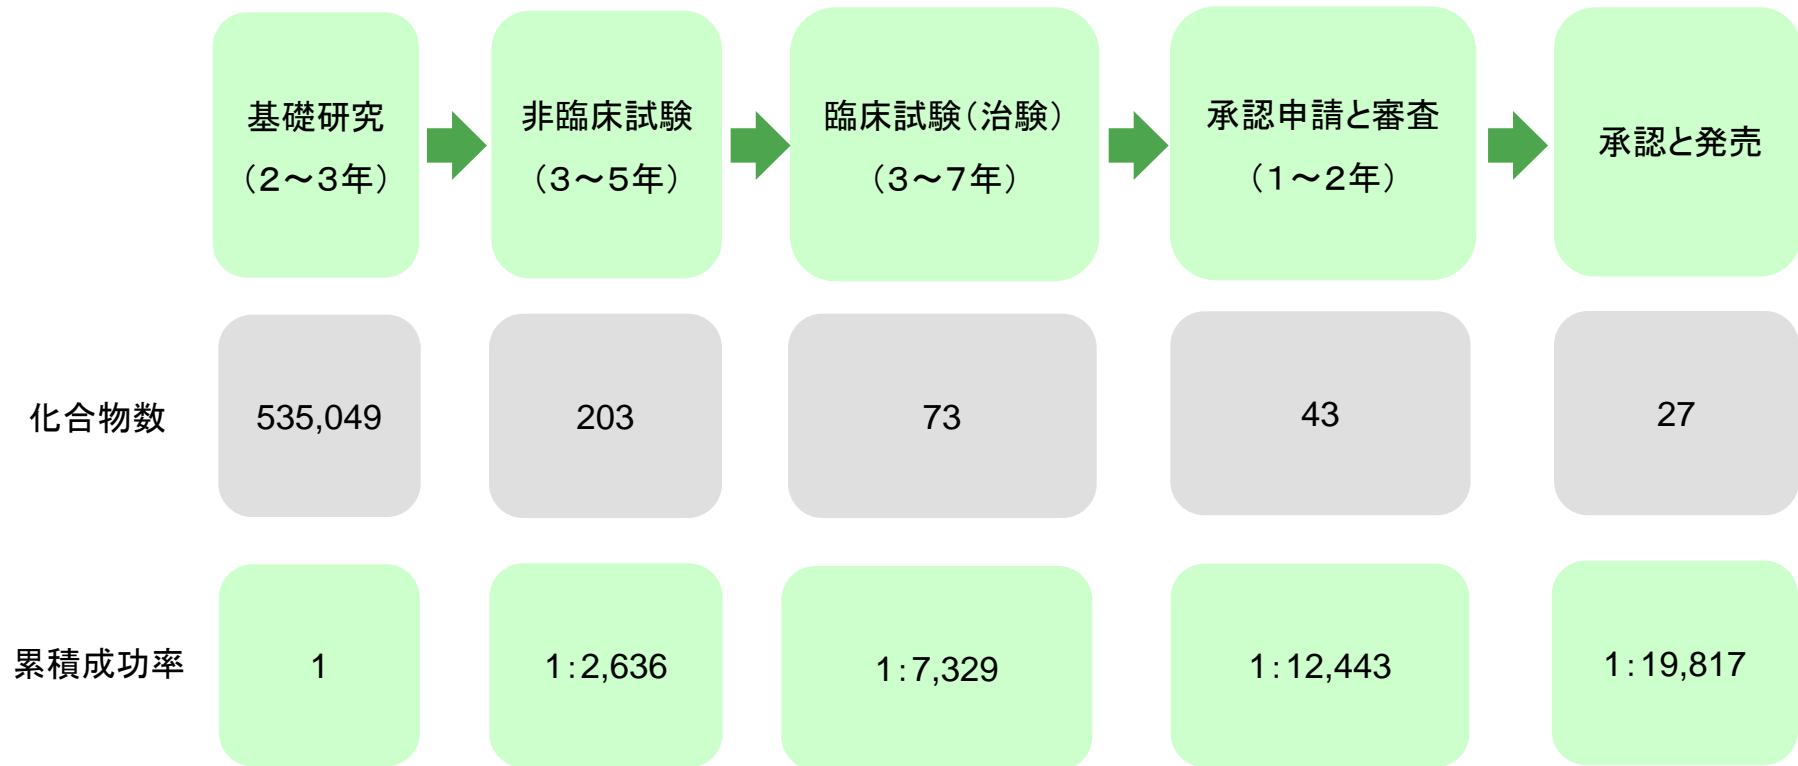 基礎研究
（２～３年）
非臨床試験
（３～５年）
臨床試験（治験）
（３～７年）
承認申請と審査
（１～２年）
承認と発売
化合物数
535,049
203
73
43
27
累積成功率
1
1：2,636
1：7,329
1：12,443
1：19,817